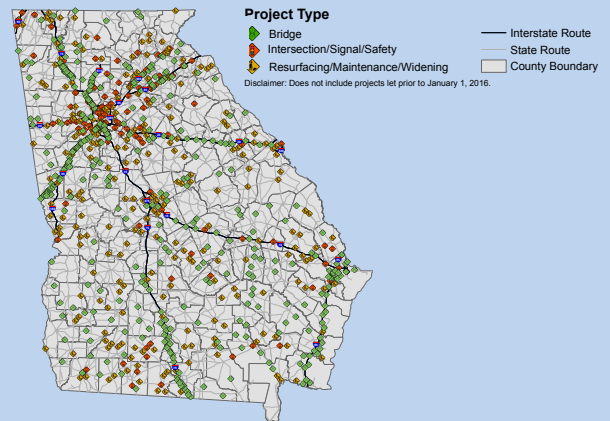 Project Type
Bridge
Intersection/Signal/Safety
Resurfacing/Maintenance/Widening
Disclaimer: Does not include projects let prior to January 1, 2016.
Interstate Route
State Route
County Boundary